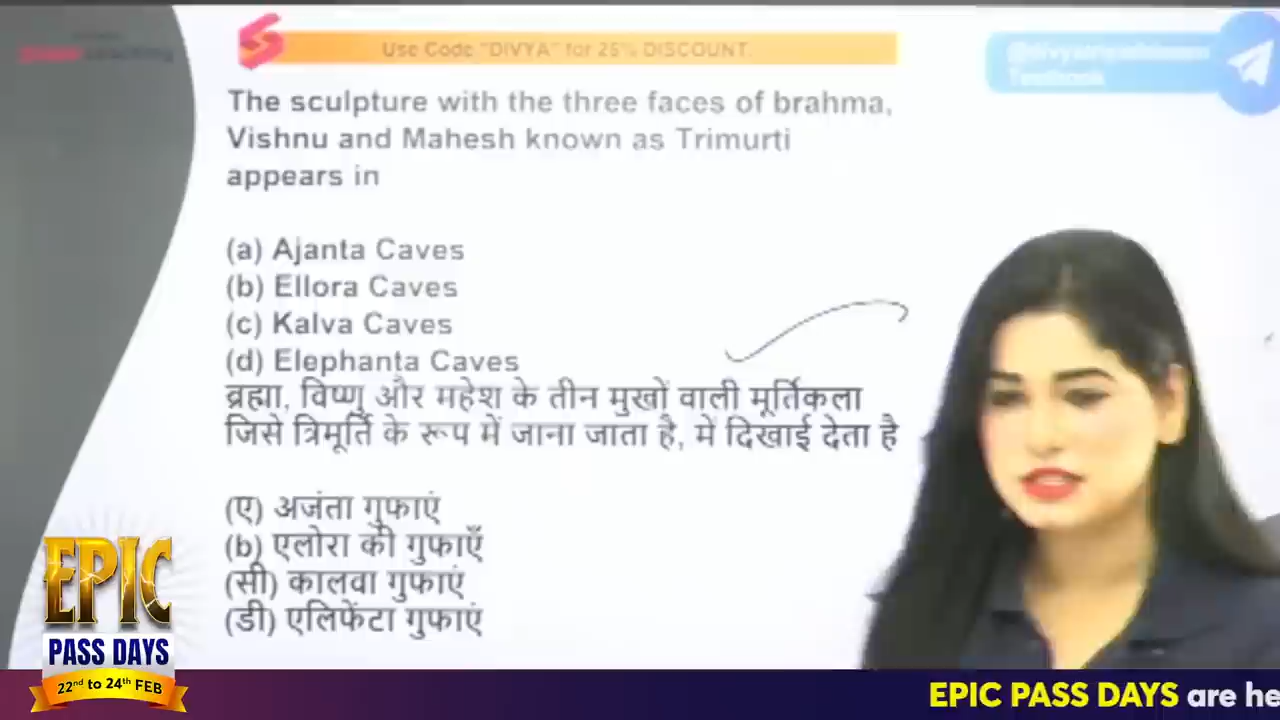 Use Code "DIVYA" for 25% DISCOUNT.
The sculpture with the three faces of brahma,
Vishnu and Mahesh known as Trimurti
appears in
(a) Ajanta Caves
(b) Ellora Caves
(c) Kalva Caves
(d) Elephanta Caves
ब्रह्मा, विष्णु और महेश के तीन मुखों वाली मूर्तिकला
जिसे त्रिमूर्ति के रूप में जाना जाता है, में दिखाई देता है
(ए) अजंता गुफाएं
(b) एलोरा की गुफाएँ
(सी) कालवा गुफाएं
(डी) एलिफेंटा गुफाएं
EPIC
PASS DAYS
22nd to 24th FEB
EPIC PASS DAYS are he